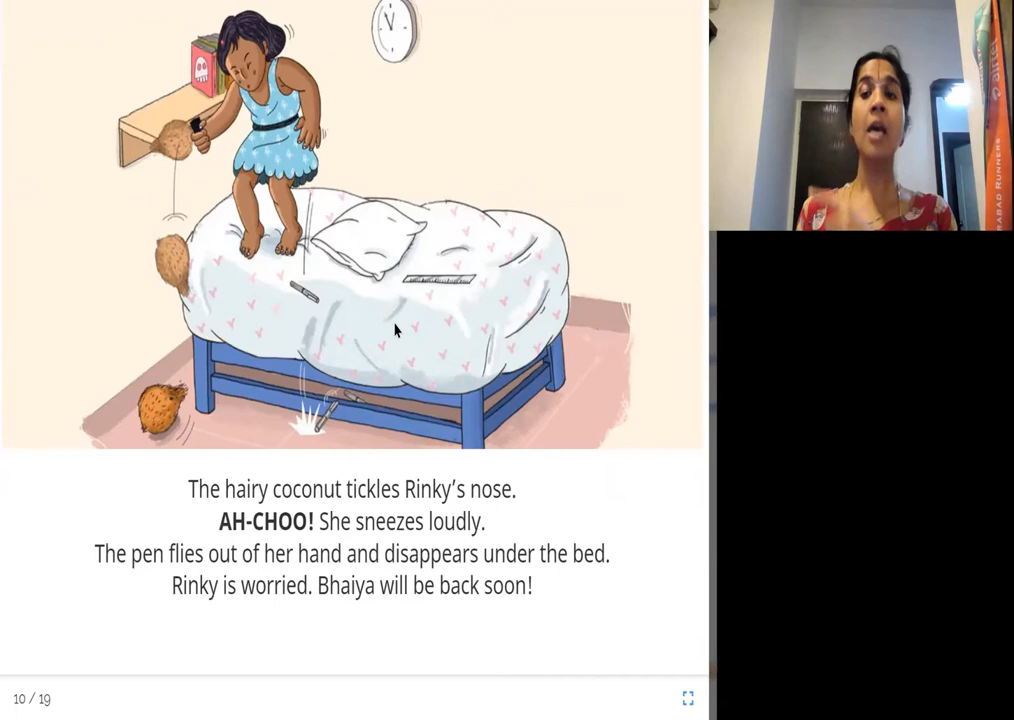 The hairy coconut tickles Rinky's nose.
AH-CHOO! She sneezes loudly.
The pen flies out of her hand and disappears under the bed.
Rinky is worried. Bhaiya will be back soon!
10 / 19
RUNNERS